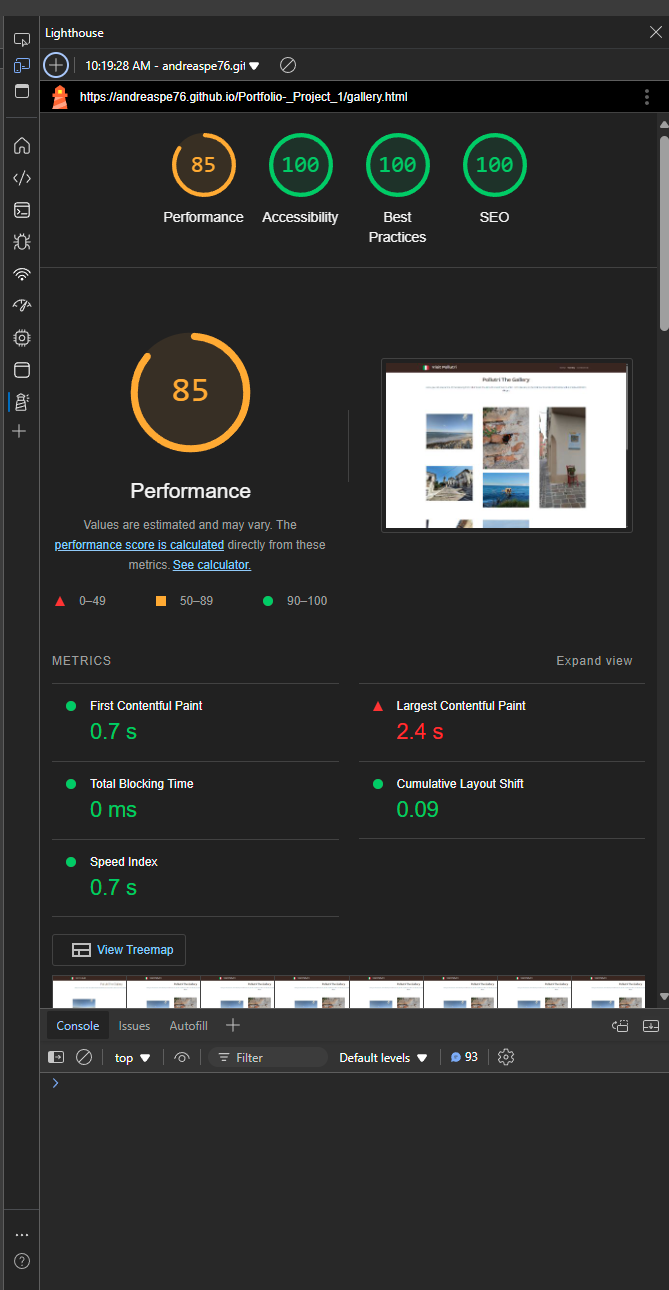 Lighthouse
10:19:28 AM - andreaspe76.git
https://andreaspe76.github.io/Portfolio-_Project_1/gallery.html
85 100 100 100
Performance Accessibility Best Practices SEO
85
Performance
Values are estimated and may vary. The
performance score is calculated directly from these
metrics. See calculator.
0–49 50–89 90–100
Visit Pollutri
Pollutri The Gallery
METRICS Expand view
First Contentful Paint
0.7 s
Largest Contentful Paint
2.4 s
Total Blocking Time
0 ms
Cumulative Layout Shift
0.09
Speed Index
0.7 s
View Treemap
Console Issues Autofill
top Filter Default levels 93